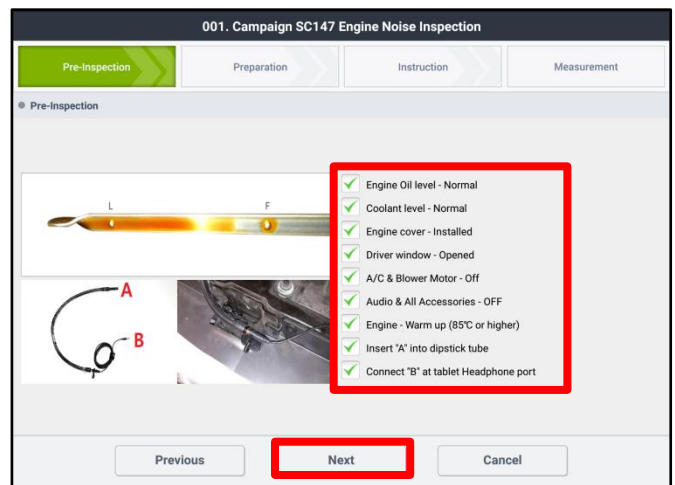 001. Campaign SC147 Engine Noise Inspection
Pre-Inspection
Preparation
Instruction
Measurement
Pre-Inspection
L
F
A
B
Engine Oil level - Normal
Coolant level - Normal
Engine cover - Installed
Driver window - Opened
A/C & Blower Motor - Off
Audio & All Accessories - OFF
Engine - Warm up (85℃ or higher)
Insert "A" into dipstick tube
Connect "B" at tablet Headphone port
Previous
Next
Cancel